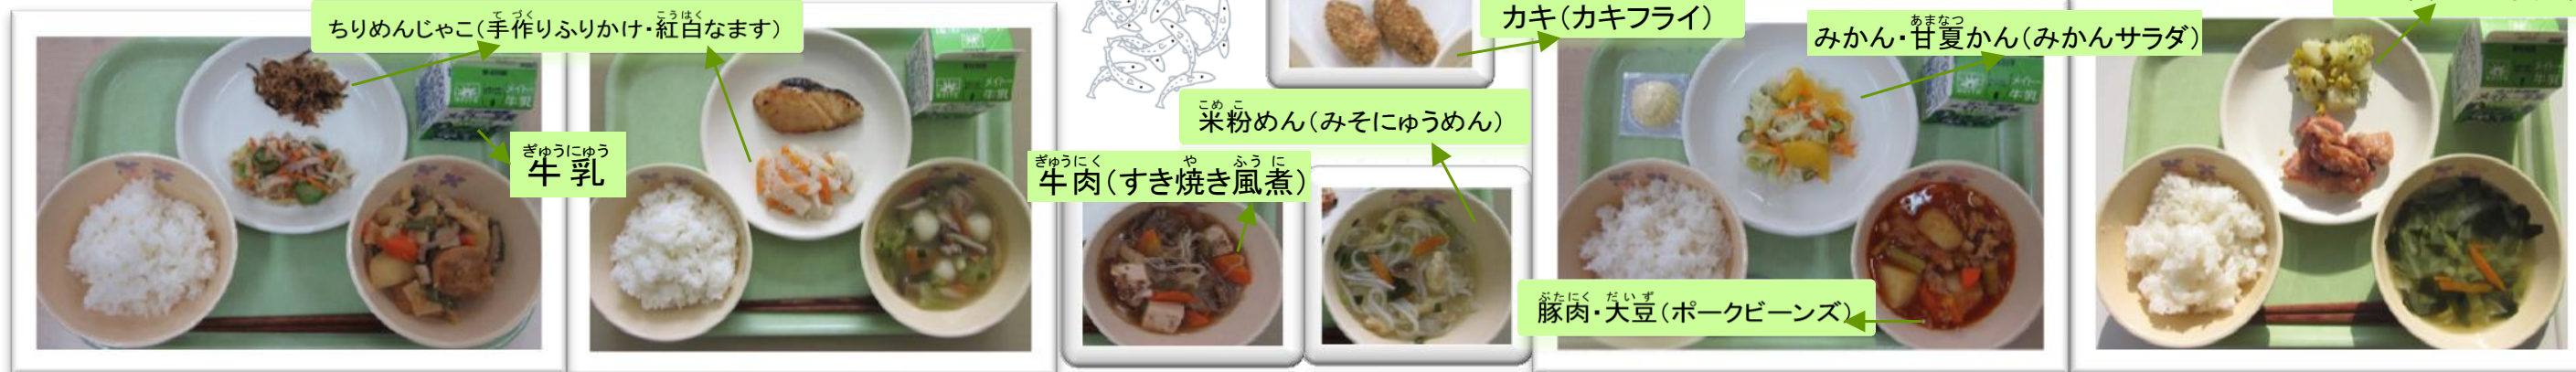 ちりめんじゃこ(手作りふりかけ・紅白なます)
牛乳
カキ(カキフライ)
米粉めん(みそにゅうめん)
牛肉(すき焼き風煮)
みかん・甘夏かん(みかんサラダ)
豚肉・大豆(ポークビーンズ)